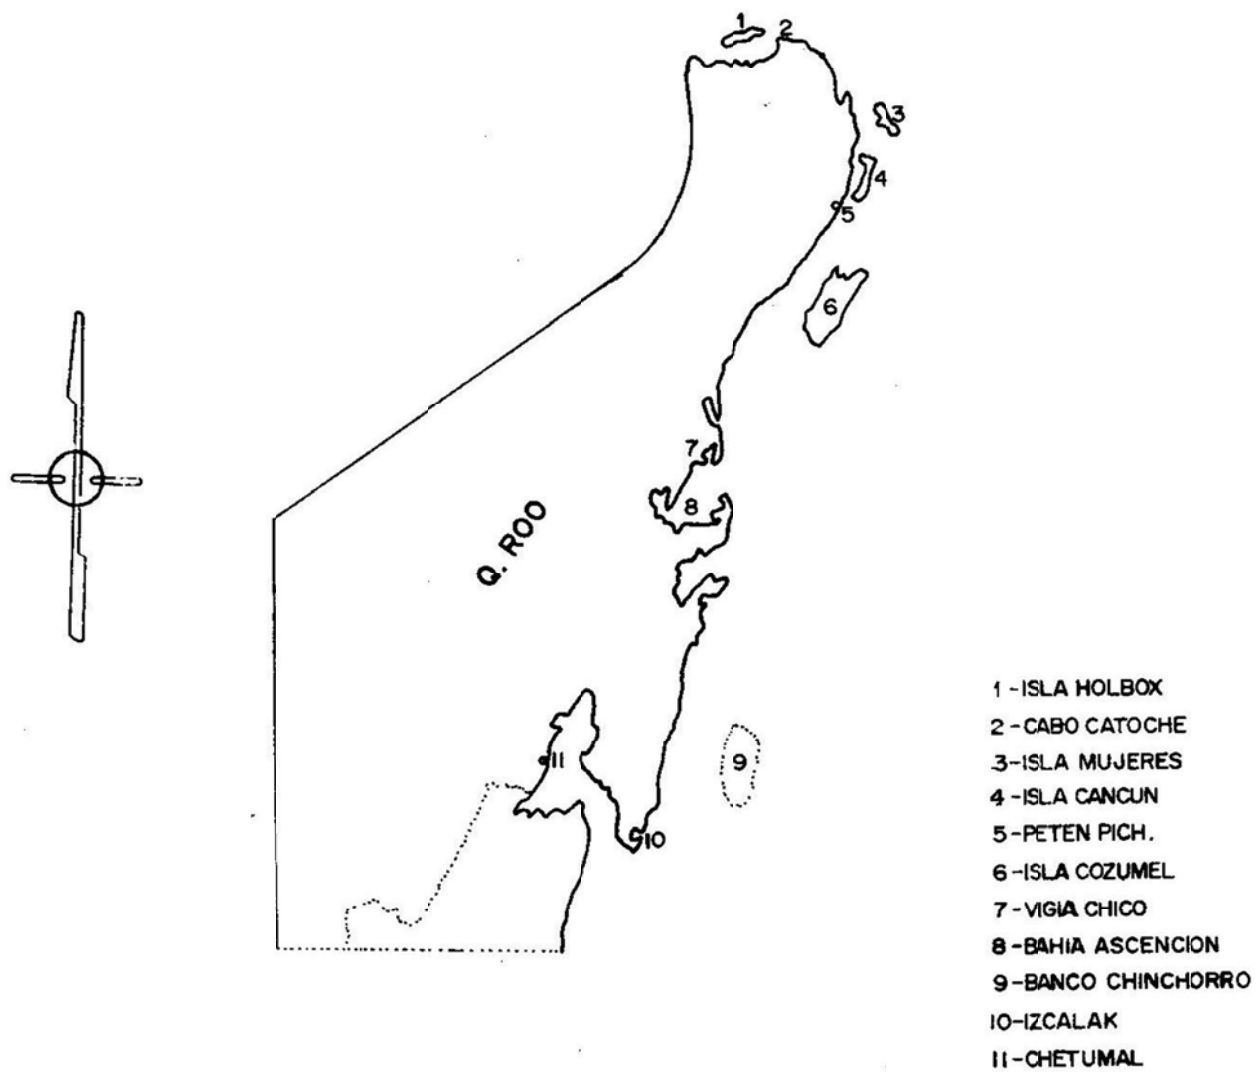 1
2
3
4
5
6
7
8
Q. ROO
9
11
10
1-ISLA HOLBOX
2-CABO CATOCHE
3-ISLA MUJERES
4-ISLA CANCUN
5-PETEN PICH.
6-ISLA COZUMEL
7-VIGIA CHICO
8-BAHIA ASCENCION
9-BANCO CHINCHORRO
10-IZCALAK
11-CHETUMAL